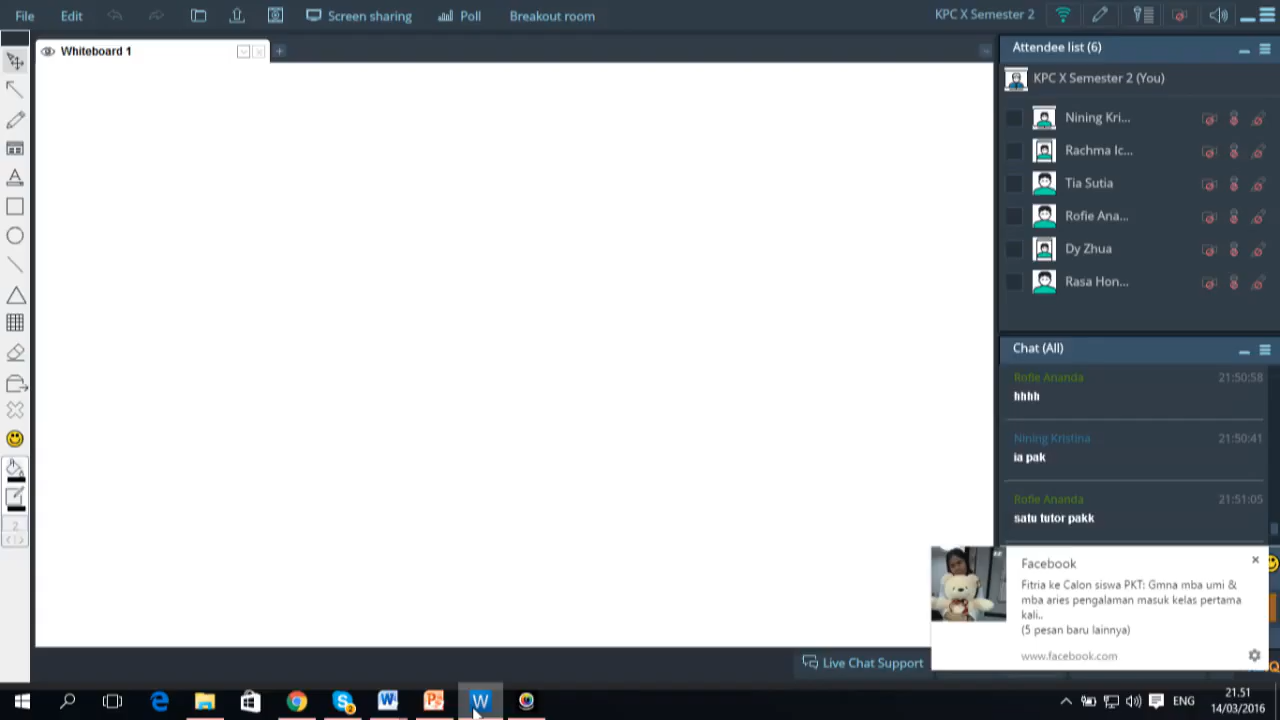 File Edit Screen sharing Poll Breakout room KPC X Semester 2
Whiteboard 1
Attendee list (6)
KPC X Semester 2 (You)
Nining Kri...
Rachma Ic...
Tia Sutia
Rofie Ana...
Dy Zhua
Rasa Hon...
Chat (All)
Rofie Ananda 21:50:58
hhhh
Nining Kristina 21:50:41
ia pak
Rofie Ananda 21:51:05
satu tutor pakk
Facebook
Fitria ke Calon siswa PKT: Gmna mba umi &
mba aries pengalaman masuk kelas pertama
kali..
(5 pesan baru lainnya)
www.facebook.com
2
Live Chat Support
ENG
21.51
14/03/2016